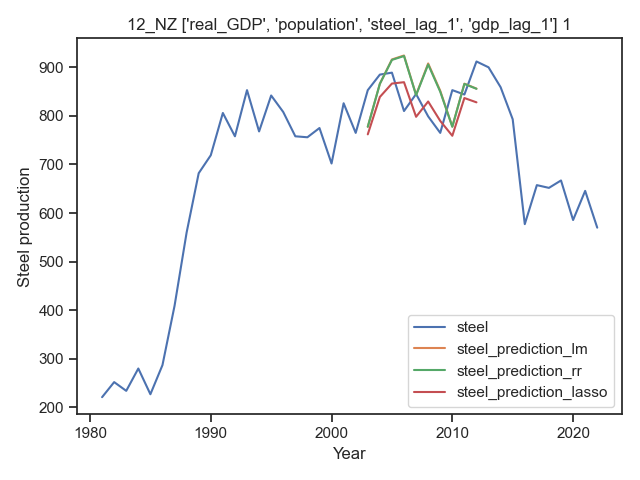 12_NZ ['real_GDP', 'population', 'steel_lag_1', 'gdp_lag_1'] 1
900
800
700
600
500
400
300
200
Steel production
1980
1990
2000
2010
2020
Year
steel
steel_prediction_lm
steel_prediction_rr
steel_prediction_lasso